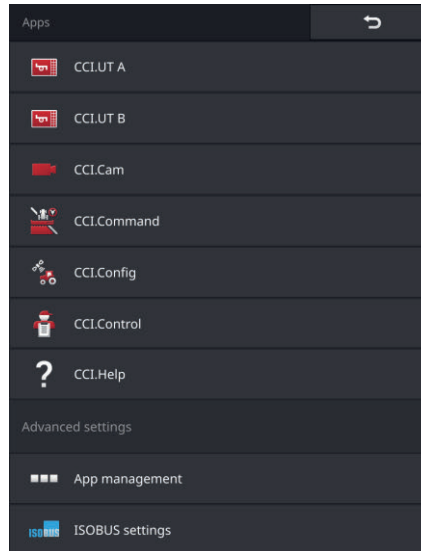 Apps
CCI.UT A
CCI.UT B
CCI.Cam
CCI.Command
CCI.Config
CCI.Control
? CCI.Help
Advanced settings
App management
ISOBUS ISOBUS settings